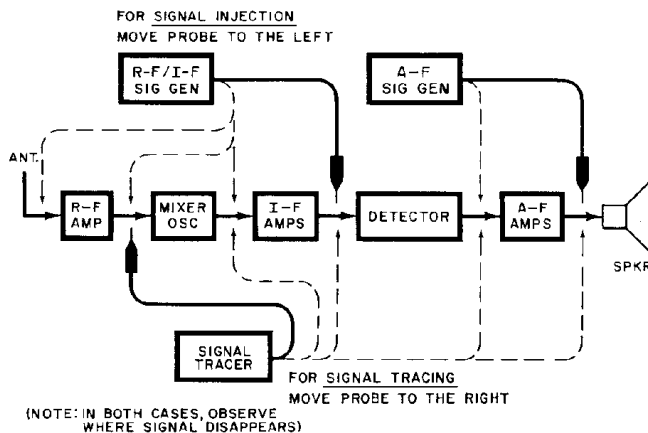 FOR SIGNAL INJECTION
MOVE PROBE TO THE LEFT
R-F/I-F
SIG GEN
A-F
SIG GEN
ANT.
R-F
AMP
MIXER
OSC
I-F
AMPS
DETECTOR
A-F
AMPS
SPKR
SIGNAL
TRACER
FOR SIGNAL TRACING
MOVE PROBE TO THE RIGHT
(NOTE: IN BOTH CASES, OBSERVE
WHERE SIGNAL DISAPPEARS)